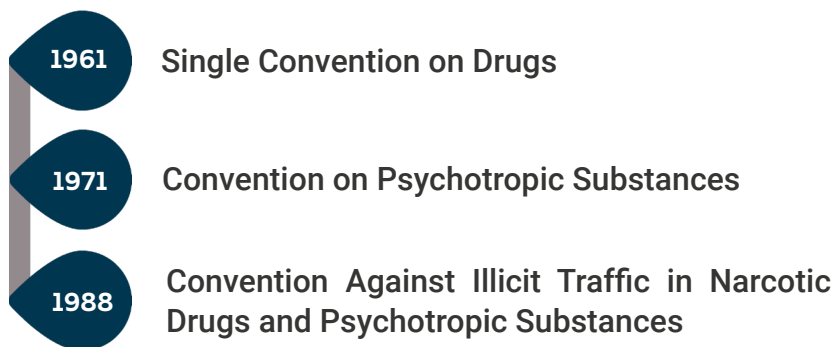 1961
Single Convention on Drugs
1971
Convention on Psychotropic Substances
1988
Convention Against Illicit Traffic in Narcotic
Drugs and Psychotropic Substances